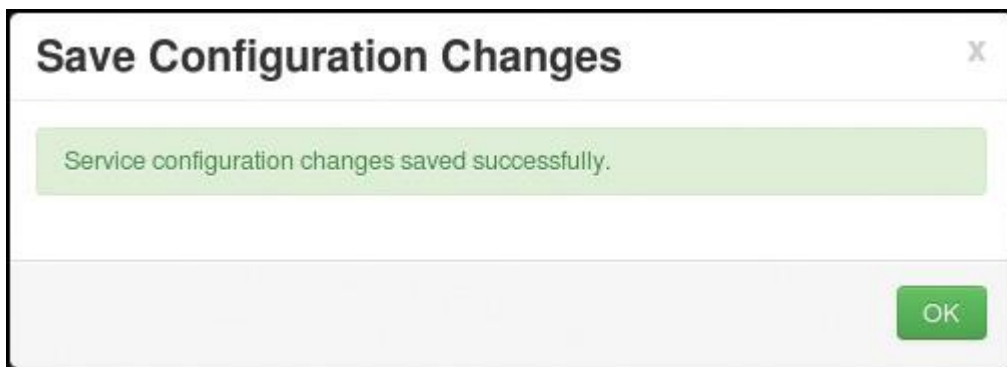 Save Configuration Changes
x
Service configuration changes saved successfully.
OK